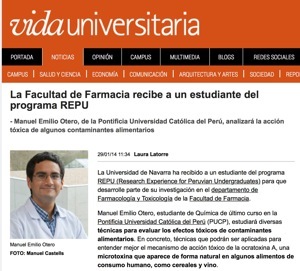 vida universitaria
PORTADA NOTICIAS OPINIÓN CAMPUS MULTIMEDIA BLOGS REDES SOCIALES
CAMPUS SALUD Y CIENCIA ECONOMÍA COMUNICACIÓN ARQUITECTURA Y ARTES SOCIEDAD REPO
La Facultad de Farmacia recibe a un estudiante del
programa REPU
- Manuel Emilio Otero, de la Pontificia Universidad Católica del Perú, analizará la acción
tóxica de algunos contaminantes alimentarios
29/01/14 11:34 Laura Latorre
La Universidad de Navarra ha recibido a un estudiante del programa
REPU (Research Experience for Peruvian Undergraduates) para que
desarrolle parte de su investigación en el departamento de
Farmacología y Toxicología de la Facultad de Farmacia.
Manuel Emilio Otero, estudiante de Química de último curso en la
Pontificia Universidad Católica del Perú (PUCP), estudiará diversas
técnicas para evaluar los efectos tóxicos de contaminantes
alimentarios. En concreto, técnicas que podrán ser aplicadas para
entender mejor el mecanismo de acción tóxica de la ocratoxina A, una
micotoxina que aparece de forma natural en algunos alimentos de
consumo humano, como cereales y vino.
Manuel Emilio Otero
FOTO: Manuel Castells